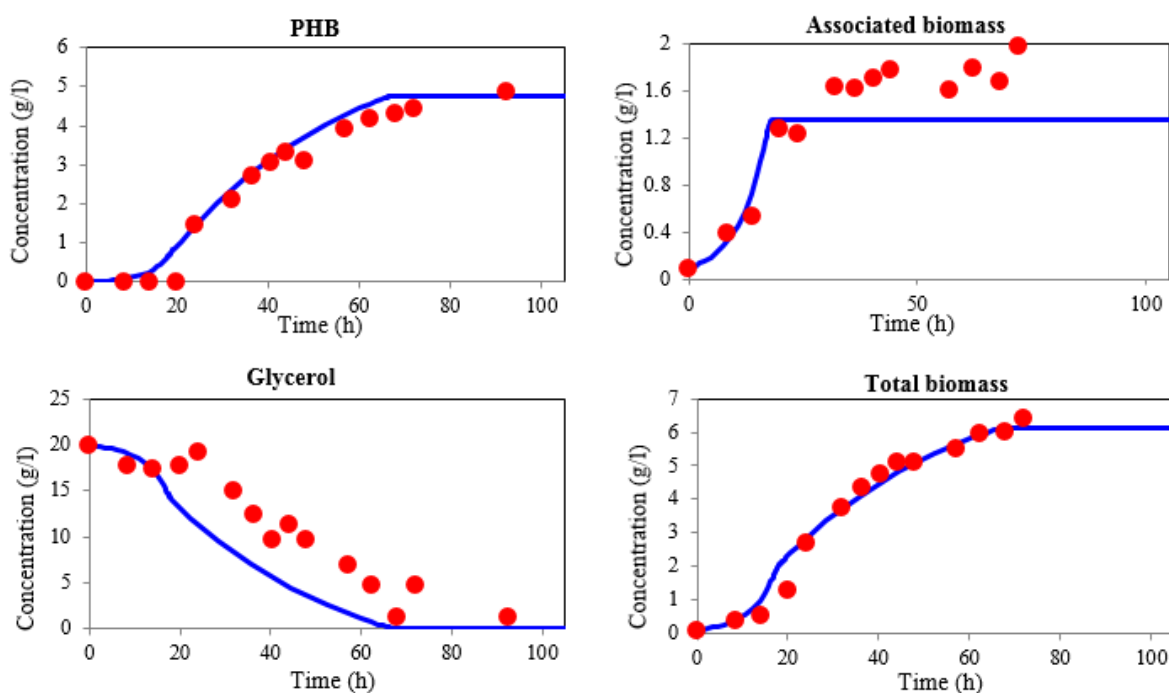 PHB
Concentration (g/l)
6
5
4
3
2
1
0
0 20 40 60 80 100
Time (h)
Associated biomass
Concentration (g/l)
2
1.6
1.2
0.8
0.4
0
0 50 100
Time (h)
Glycerol
Concentration (g/l)
25
20
15
10
5
0
0 20 40 60 80 100
Time (h)
Total biomass
Concentration (g/l)
7
6
5
4
3
2
1
0
0 20 40 60 80 100
Time (h)